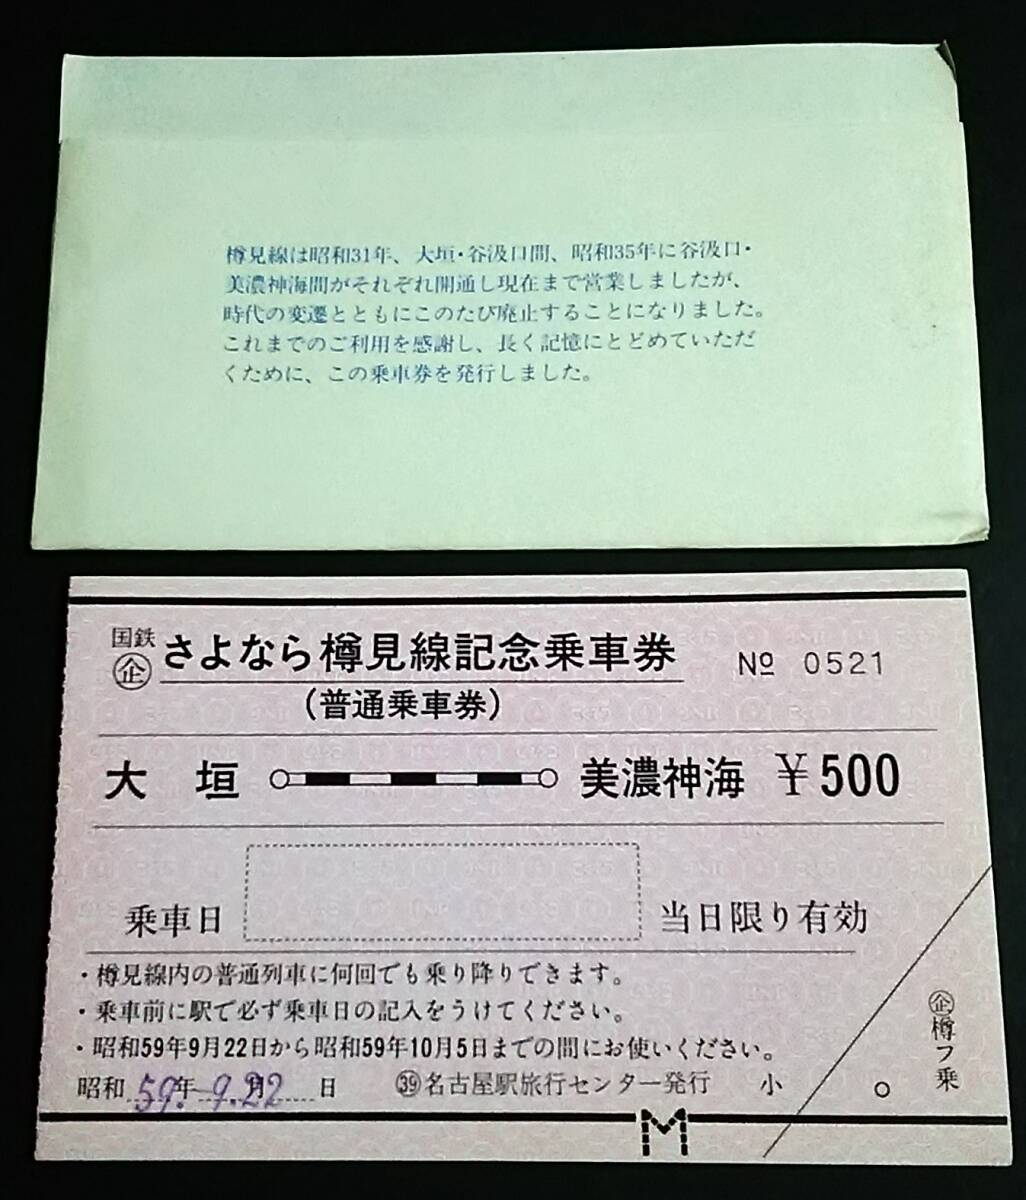 樽見線は昭和31年、大垣・谷汲口間、昭和35年に谷汲口・
美濃神海間がそれぞれ開通し現在まで営業しましたが、
時代の変遷とともにこのたび廃止することになりました。
これまでのご利用を感謝し、長く記憶にとどめていただ
くために、この乗車券を発行しました。
国鉄
㊭さよなら樽見線記念乗車券 № 0521
(普通乗車券)
大垣 美濃神海 ¥500
乗車日 当日限り有効
・樽見線内の普通列車に何回でも乗り降りできます。
・乗車前に駅で必ず乗車日の記入をうけてください。
・昭和59年9月22日から昭和59年10月5日までの間にお使いください。
昭和 59.年 9.月22 日 ㊴名古屋駅旅行センター発行 小
㊭樽フ乗
M